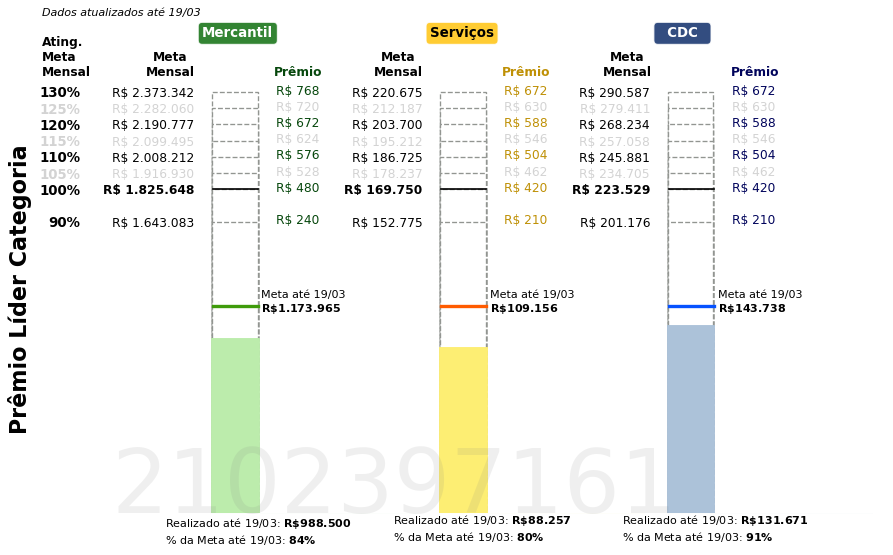 Dados atualizados até 19/03
Mercantil Serviços CDC
Ating.
Meta
Mensal
Meta
Mensal Prêmio
Meta
Mensal Prêmio
Meta
Mensal Prêmio
130% R$ 2.373.342 R$ 768 R$ 220.675 R$ 672 R$ 290.587 R$ 672
125% R$ 2.282.060 R$ 720 R$ 212.187 R$ 630 R$ 279.411 R$ 630
120% R$ 2.190.777 R$ 672 R$ 203.700 R$ 588 R$ 268.234 R$ 588
115% R$ 2.099.495 R$ 624 R$ 195.212 R$ 546 R$ 257.058 R$ 546
110% R$ 2.008.212 R$ 576 R$ 186.725 R$ 504 R$ 245.881 R$ 504
105% R$ 1.916.930 R$ 528 R$ 178.237 R$ 462 R$ 234.705 R$ 462
100% R$ 1.825.648 R$ 480 R$ 169.750 R$ 420 R$ 223.529 R$ 420
90% R$ 1.643.083 R$ 240 R$ 152.775 R$ 210 R$ 201.176 R$ 210
Prêmio Líder Categoria
Meta até 19/03
R$1.173.965
Meta até 19/03
R$109.156
Meta até 19/03
R$143.738
2102397161
Realizado até 19/03: R$988.500
% da Meta até 19/03: 84%
Realizado até 19/03: R$88.257
% da Meta até 19/03: 80%
Realizado até 19/03: R$131.671
% da Meta até 19/03: 91%